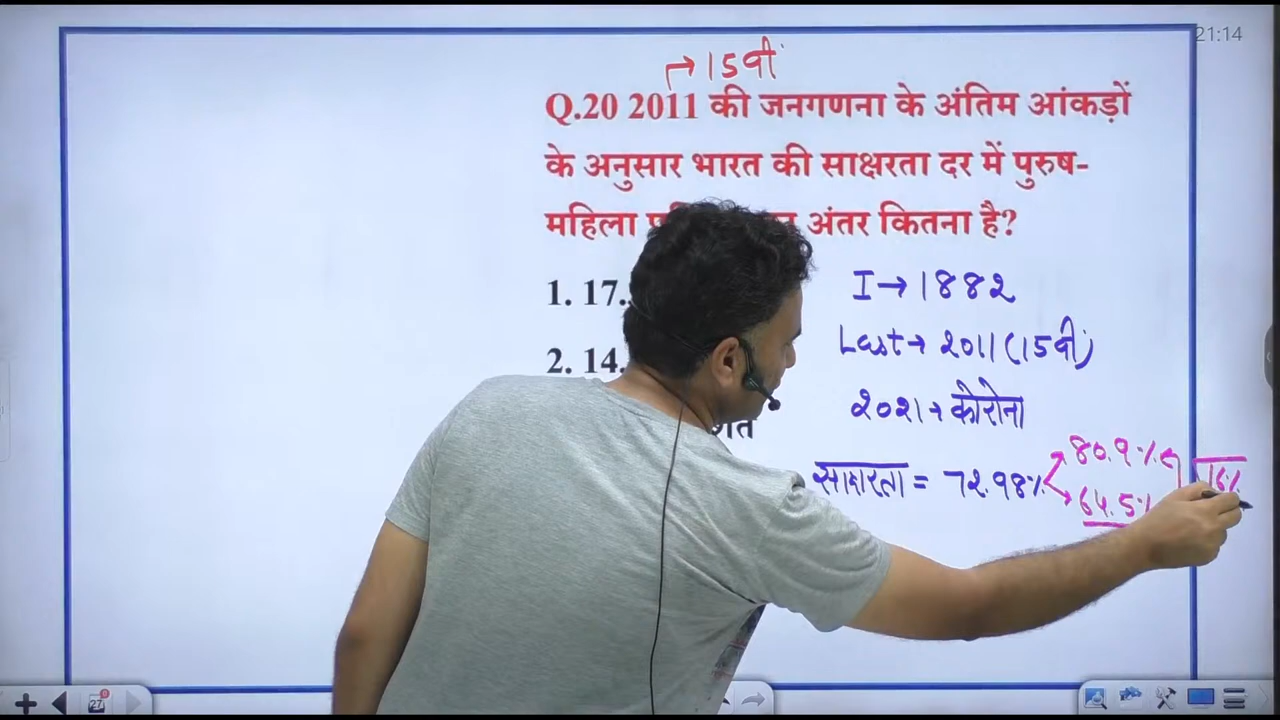 21:14
→15वीं
Q.20 2011 की जनगणना के अंतिम आंकड़ों
के अनुसार भारत की साक्षरता दर में पुरुष-
महिला अंतर कितना है?
1. 17.
I→1882
2. 14.
Last→2011(15वीं)
2021→कोरोना
साक्षरता = 72.98%
80.9%
64.5%
16%
27